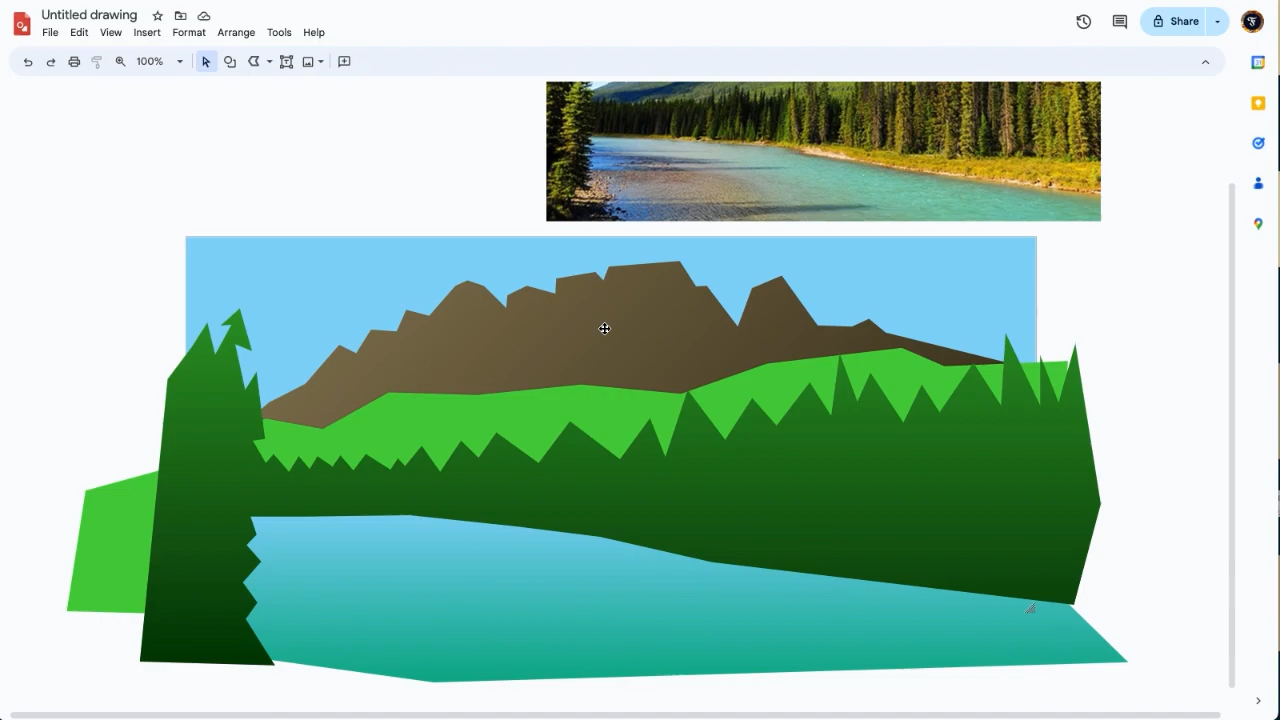 Untitled drawing
File Edit View Insert Format Arrange Tools Help
Share
100%